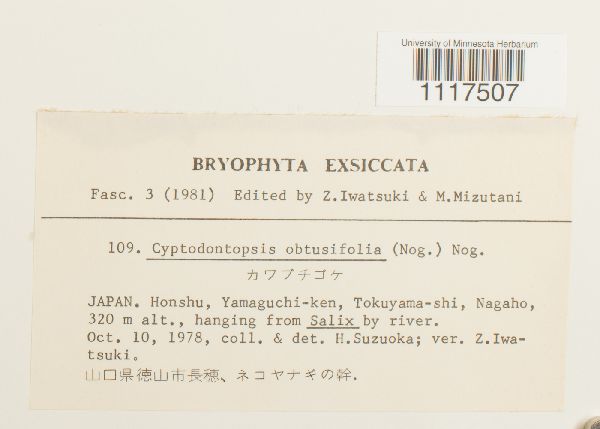 University of Minnesota Herbarium
1117507
BRYOPHYTA EXSICCATA
Fasc. 3 (1981) Edited by Z.Iwatsuki & M.Mizutani
109. Cyptodontopsis obtusifolia (Nog.) Nog.
カワブチゴケ
JAPAN. Honshu, Yamaguchi-ken, Tokuyama-shi, Nagaho,
320 m alt., hanging from Salix by river.
Oct. 10, 1978, coll. & det. H.Suzuoka; ver. Z.Iwa-
tsuki.
山口県徳山市長穂、ネコヤナギの幹.